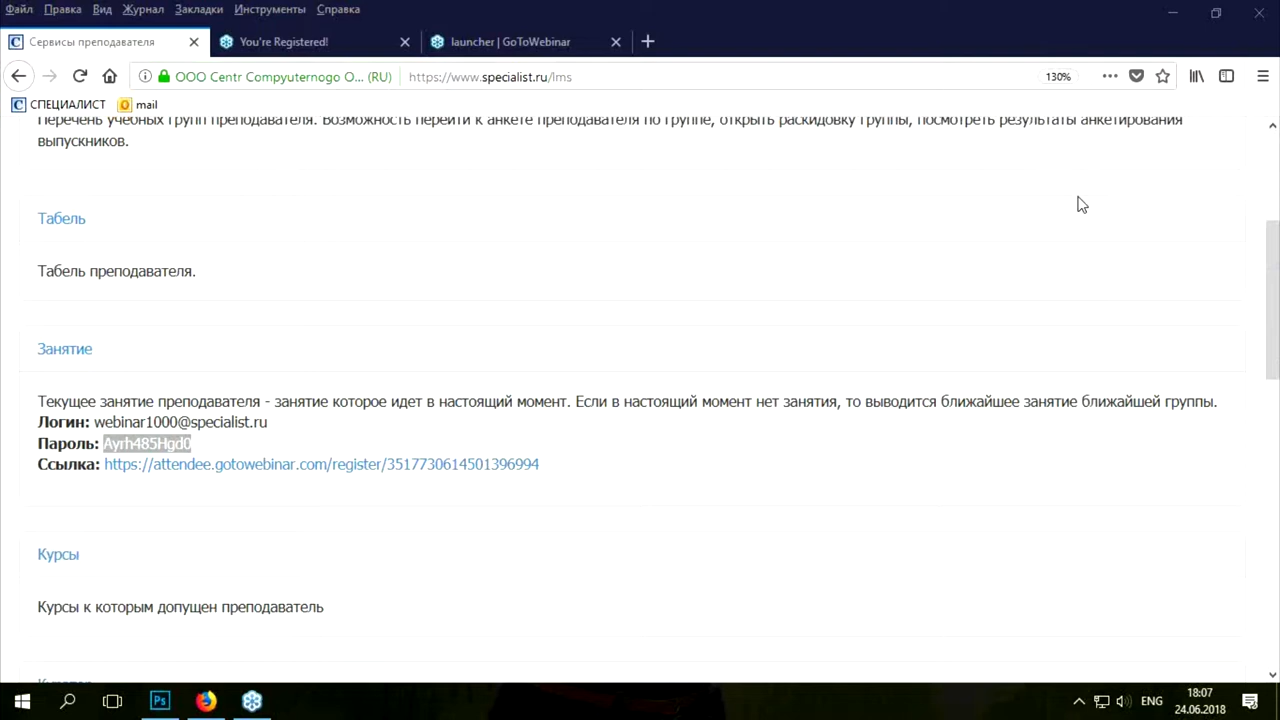 Файл Правка Вид Журнал Закладки Инструменты Справка
Сервисы преподавателя You're Registered! launcher | GoToWebinar
ООО Centr Compyuternogo O... (RU) https://www.specialist.ru/lms 130%
СПЕЦИАЛИСТ mail
Перечень учебных групп преподавателя. Возможность перейти к анкете преподавателя по группе, открыть раскидовку группы, посмотреть результаты анкетирования
выпускников.
Табель
Табель преподавателя.
Занятие
Текущее занятие преподавателя - занятие которое идет в настоящий момент. Если в настоящий момент нет занятия, то выводится ближайшее занятие ближайшей группы.
Логин: webinar1000@specialist.ru
Пароль: Ayrh485Hgd0
Ссылка: https://attendee.gotowebinar.com/register/3517730614501396994
Курсы
Курсы к которым допущен преподаватель
Ps ENG 18:07
24.06.2018